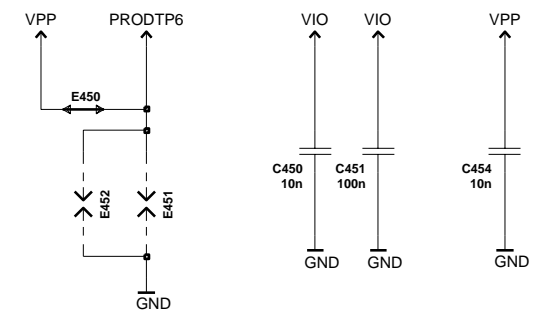 VPP PRODTP6 VIO VIO VPP
E450
E452 E451
C450 C451 C454
10n 100n 10n
GND GND GND
GND